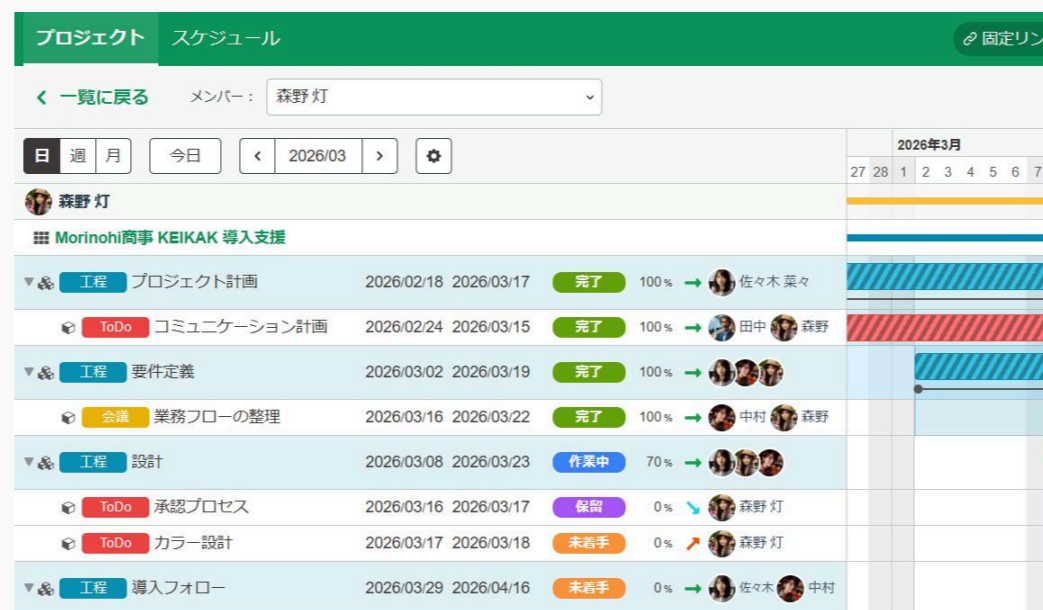 プロジェクト スケジュール 固定リン
一覧に戻る メンバー： 森野 灯
日 週 月 今日 2026/03 2026年3月
27 28 1 2 3 4 5 6 7
森野 灯
Morinohi商事 KEIKAK 導入支援
工程 プロジェクト計画 2026/02/18 2026/03/17 完了 100% 佐々木 菜々
ToDo コミュニケーション計画 2026/02/24 2026/03/15 完了 100% 田中 森野
工程 要件定義 2026/03/02 2026/03/19 完了 100%
会議 業務フローの整理 2026/03/16 2026/03/22 完了 100% 中村 森野
工程 設計 2026/03/08 2026/03/23 作業中 70%
ToDo 承認プロセス 2026/03/16 2026/03/17 保留 0% 森野 灯
ToDo カラー設計 2026/03/17 2026/03/18 未着手 0% 森野 灯
工程 導入フォロー 2026/03/29 2026/04/16 未着手 0% 佐々木 中村